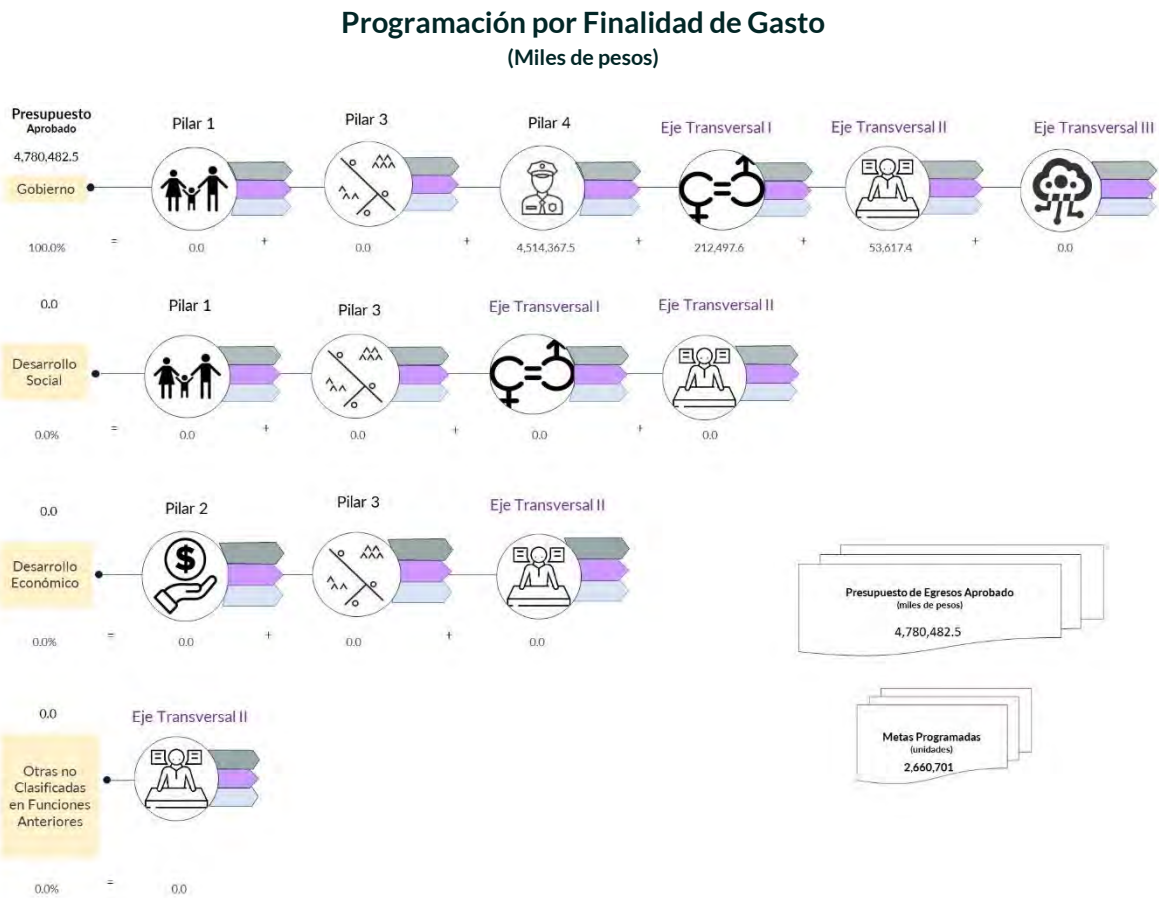 Programación por Finalidad de Gasto
(Miles de pesos)
Presupuesto
Aprobado
4,780,482.5
Gobierno
Pilar 1
Pilar 3
Pilar 4
Eje Transversal I
Eje Transversal II
Eje Transversal III
100.0% = 0.0 + 0.0 + 4,514,367.5 + 212,497.6 + 53,617.4 + 0.0
0.0
Pilar 1
Pilar 3
Eje Transversal I
Eje Transversal II
Desarrollo
Social
0.0% = 0.0 + 0.0 + 0.0 + 0.0
0.0
Pilar 2
Pilar 3
Eje Transversal II
Desarrollo
Económico
0.0% = 0.0 + 0.0 + 0.0
Presupuesto de Egresos Aprobado
(miles de pesos)
4,780,482.5
0.0
Eje Transversal II
Metas Programadas
(unidades)
2,660,701
Otras no
Clasificadas
en Funciones
Anteriores
0.0% = 0.0